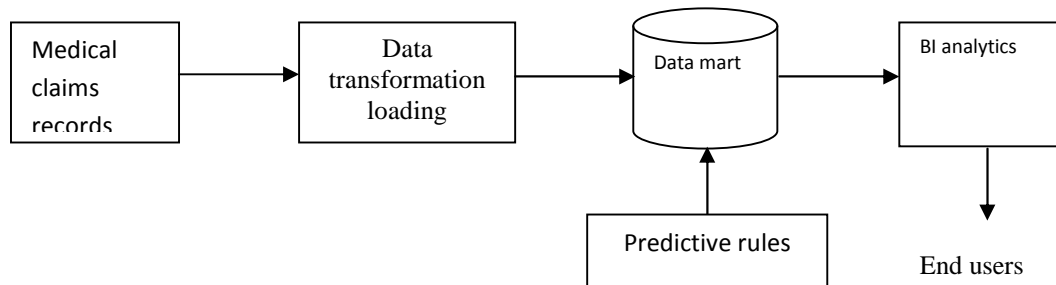 Medical
claims
records
Data
transformation
loading
Data mart
BI analytics
Predictive rules
End users